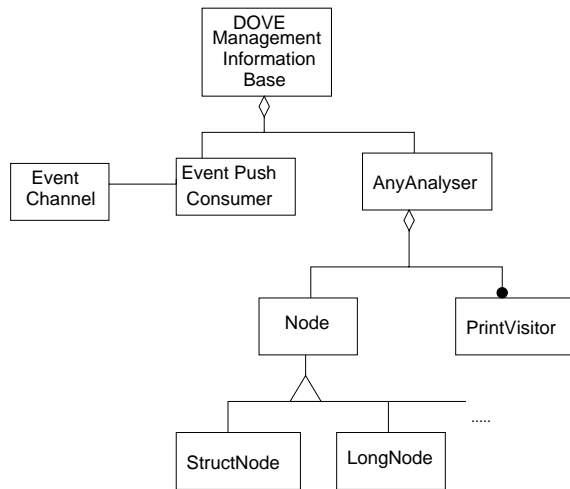 DOVE
Management
Information
Base
Event
Channel
Event Push
Consumer
AnyAnalyser
Node
PrintVisitor
.....
StructNode
LongNode